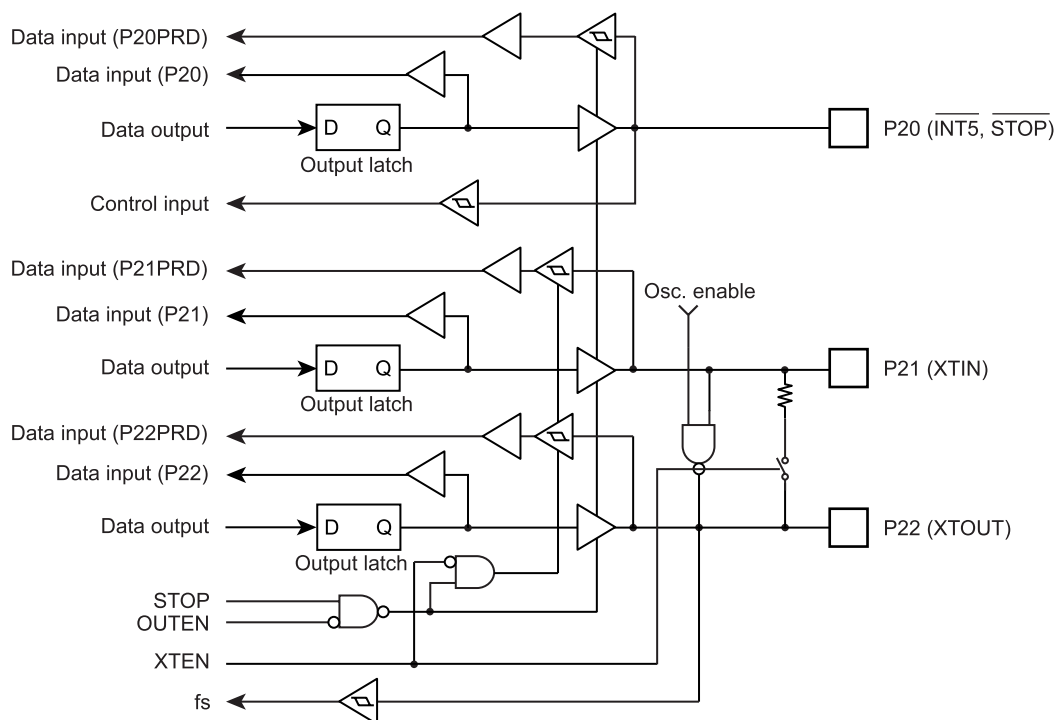 Data input (P20PRD)
Data input (P20)
Data output
D Q
Output latch
P20 (INT5, STOP)
Control input
Data input (P21PRD)
Osc. enable
Data input (P21)
Data output
D Q
Output latch
P21 (XTIN)
Data input (P22PRD)
Data input (P22)
Data output
D Q
Output latch
P22 (XTOUT)
STOP
OUTEN
XTEN
fs